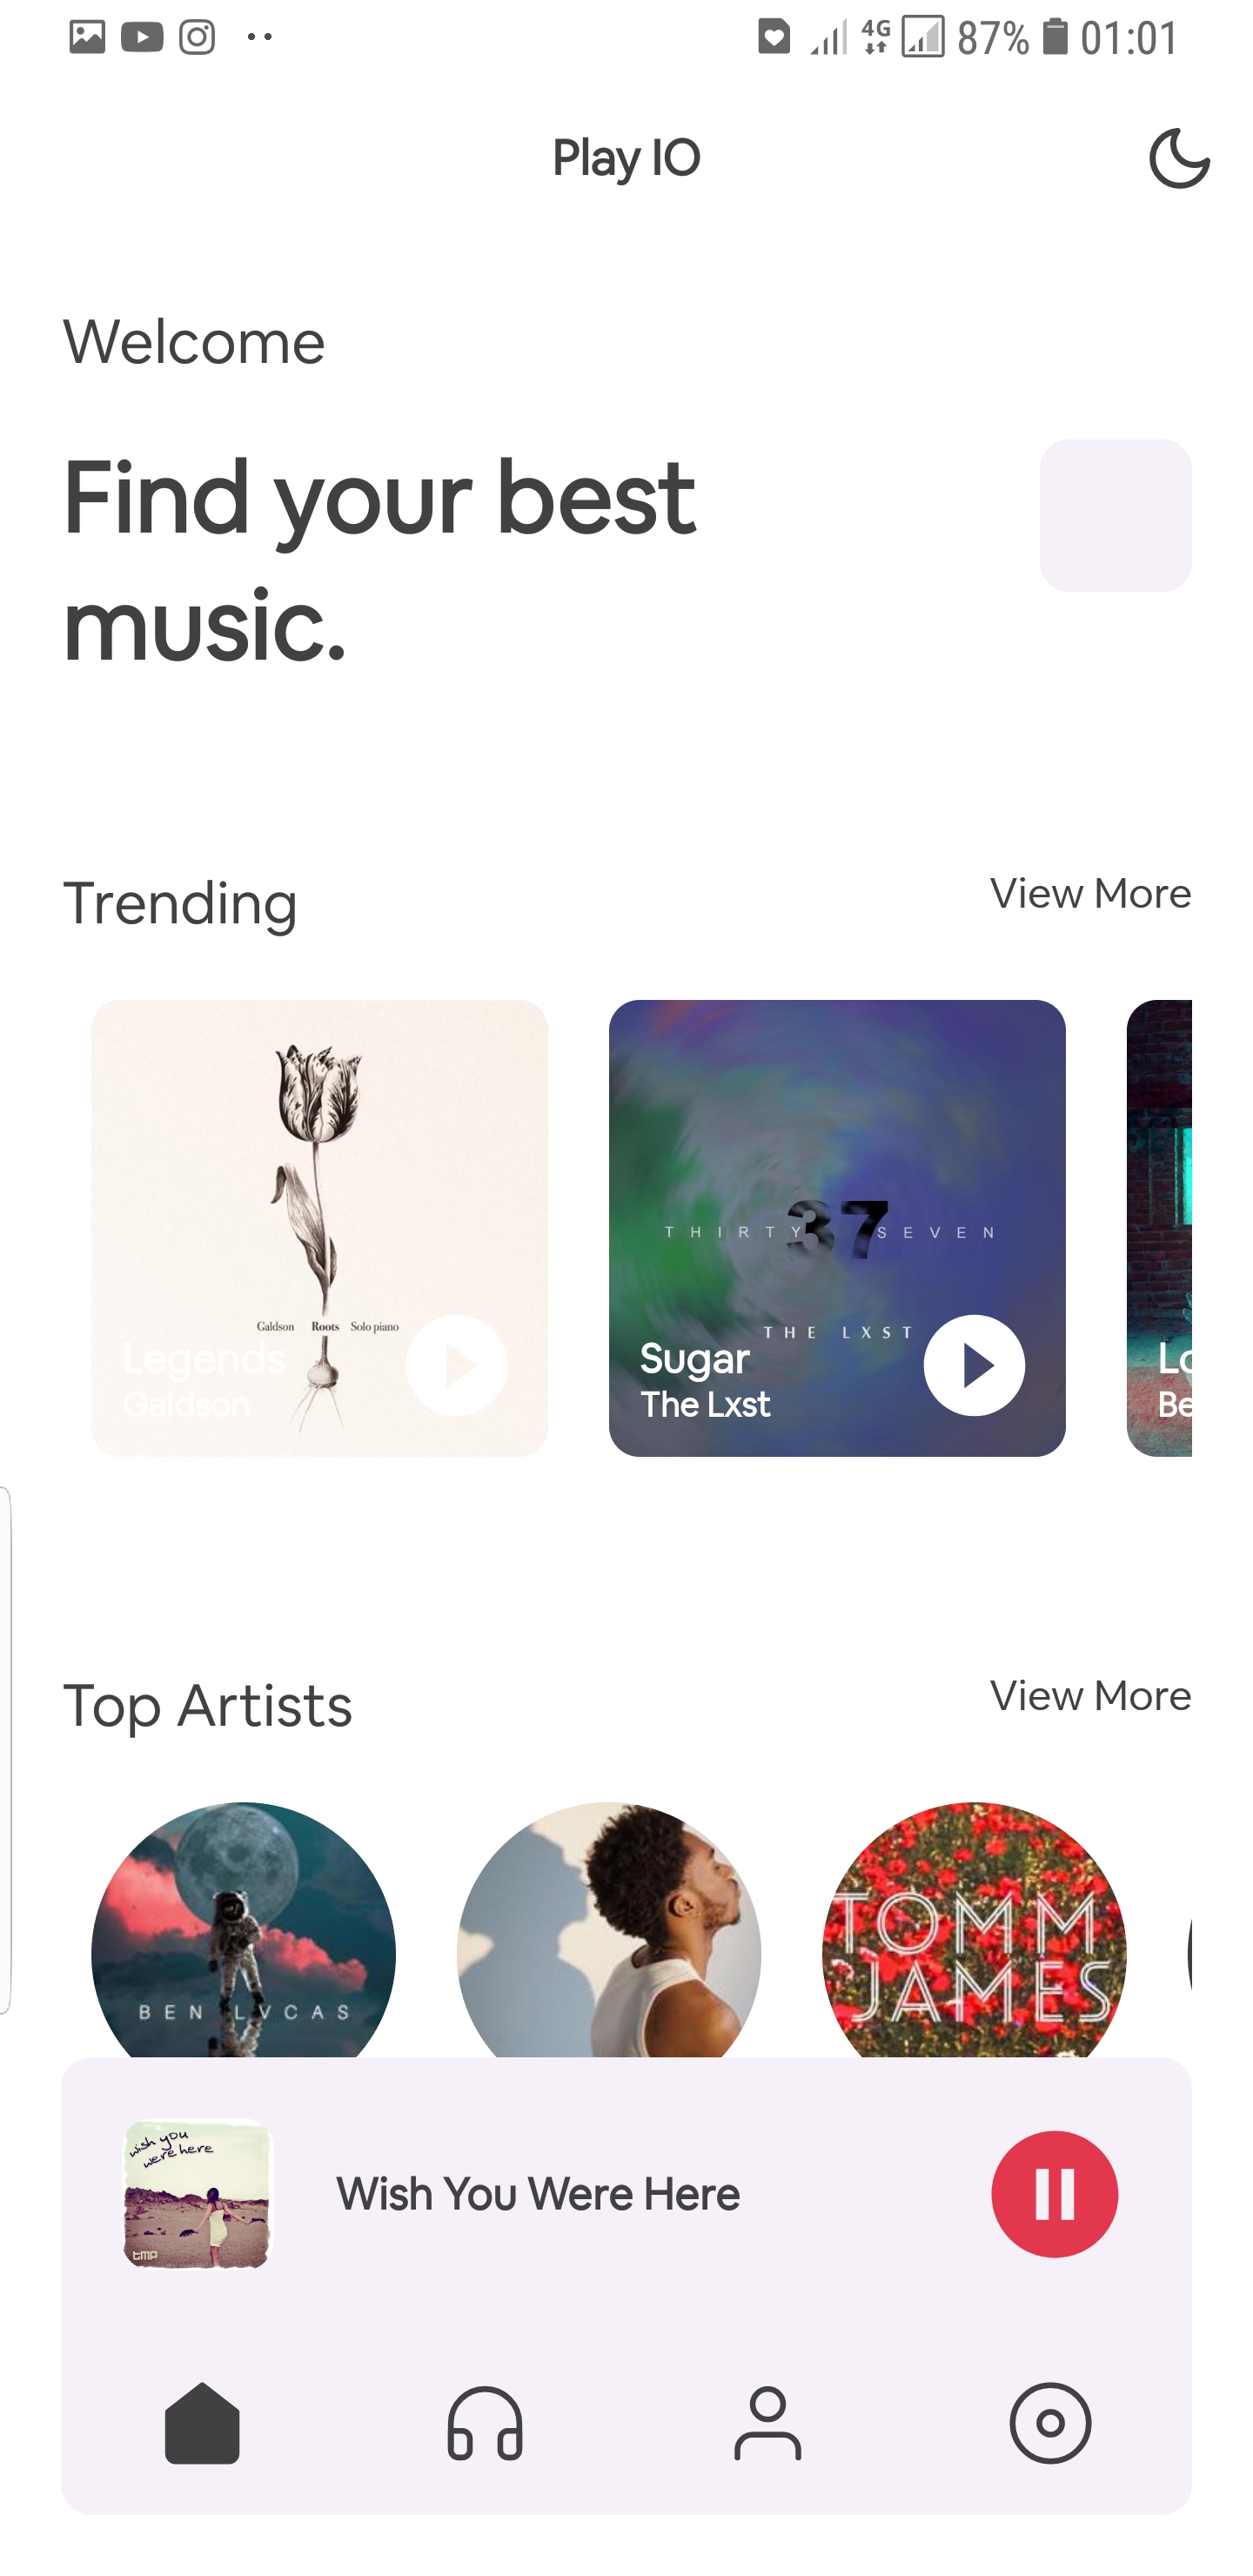 4G 87% 01:01
Play IO
Welcome
Find your best
music.
Trending
View More
Galdson Roots Solo piano
Legends
Galdson
THIRTY 37 SEVEN
THE LXST
Sugar
The Lxst
Lo
Be
Top Artists
View More
BEN LVCAS
TOMM
JAMES
wish you
were here
tmp
Wish You Were Here